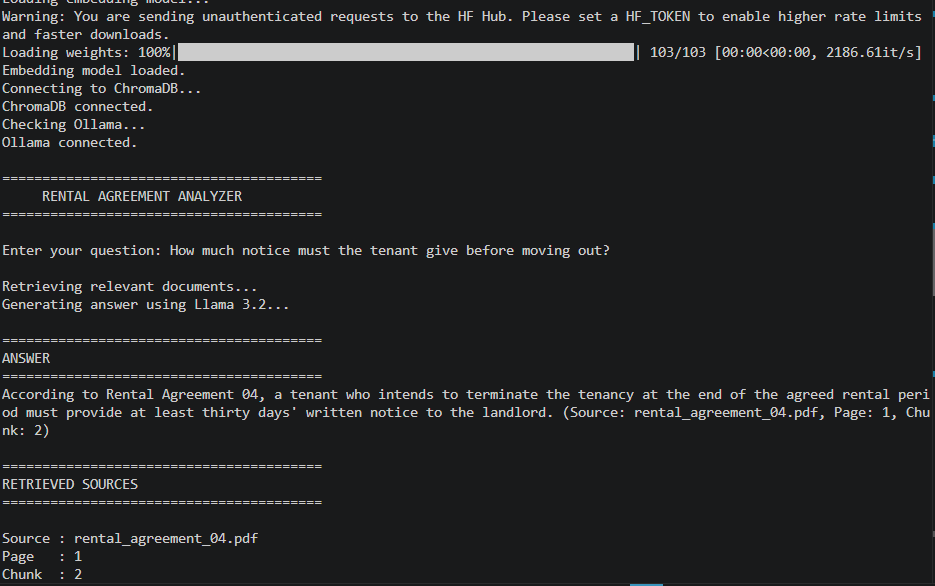 Loading embedding model...
Warning: You are sending unauthenticated requests to the HF Hub. Please set a HF_TOKEN to enable higher rate limits
and faster downloads.
Loading weights: 100%| | 103/103 [00:00<00:00, 2186.61it/s]
Embedding model loaded.
Connecting to ChromaDB...
ChromaDB connected.
Checking Ollama...
Ollama connected.
========================================
RENTAL AGREEMENT ANALYZER
========================================
Enter your question: How much notice must the tenant give before moving out?
Retrieving relevant documents...
Generating answer using Llama 3.2...
========================================
ANSWER
========================================
According to Rental Agreement 04, a tenant who intends to terminate the tenancy at the end of the agreed rental peri
od must provide at least thirty days' written notice to the landlord. (Source: rental_agreement_04.pdf, Page: 1, Chu
nk: 2)
========================================
RETRIEVED SOURCES
========================================
Source : rental_agreement_04.pdf
Page   : 1
Chunk  : 2